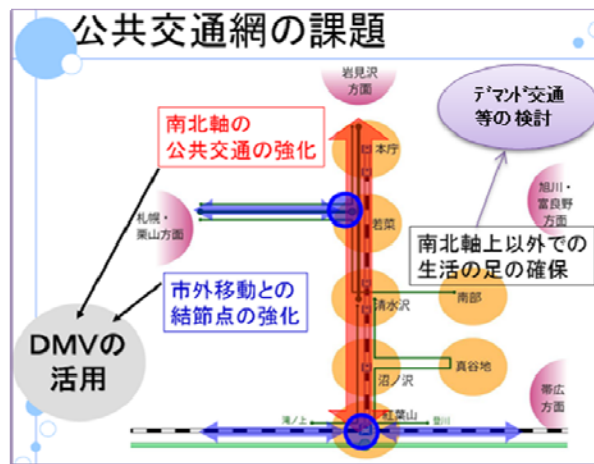 公共交通網の課題
岩見沢
方面
デマンド交通
等の検討
南北軸の
公共交通の強化
本庁
旭川・
富良野
方面
札幌・
栗山方面
若菜
南北軸上以外での
生活の足の確保
市外移動との
結節点の強化
清水沢
南部
DMVの
活用
沼ノ沢
真谷地
帯広
方面
滝ノ上
紅葉山
登川